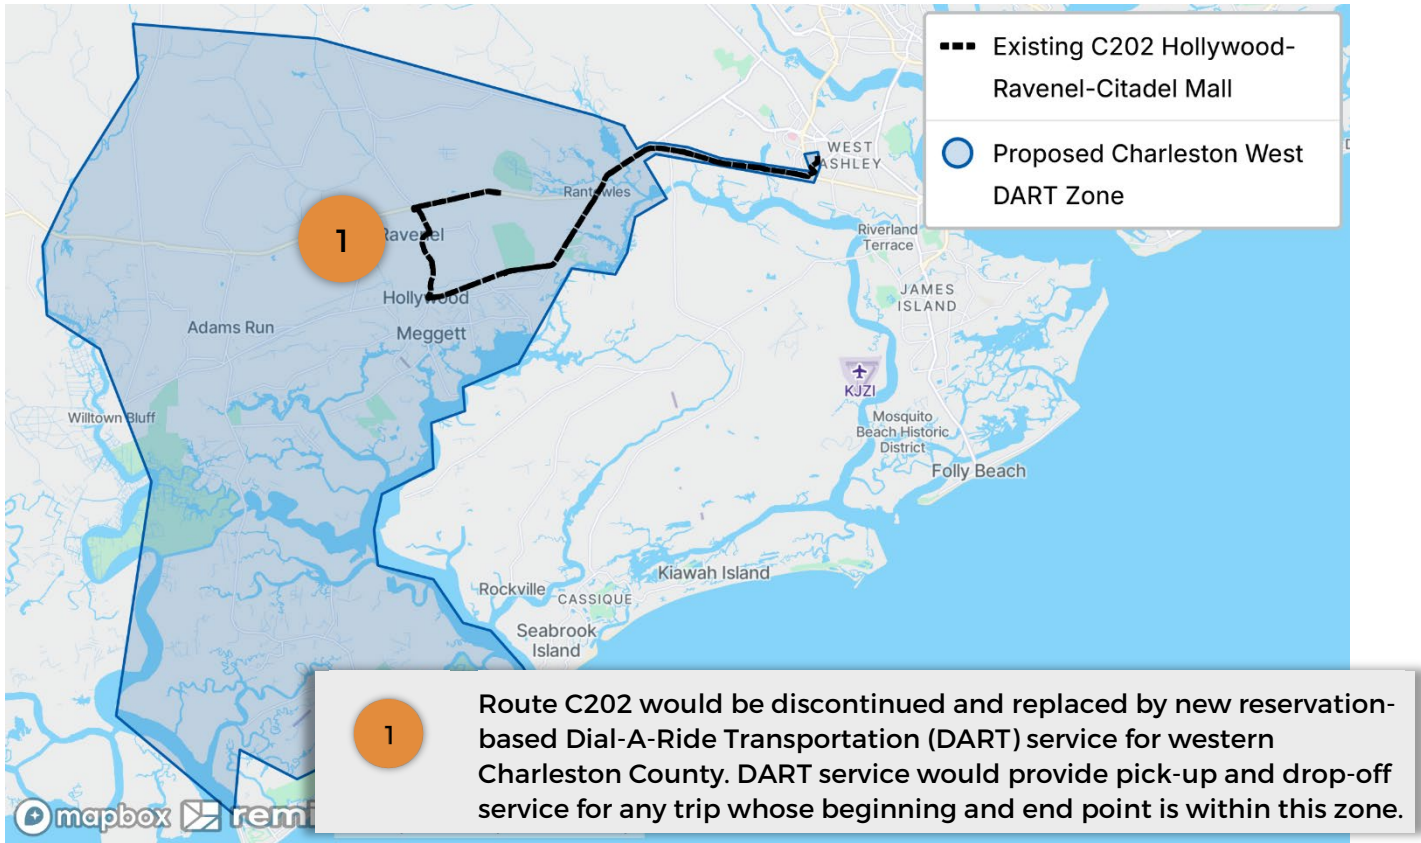 Existing C202 Hollywood-
Ravenel-Citadel Mall
Proposed Charleston West
DART Zone
WEST
ASHLEY
Rantowles
1
Ravenel
Riverland
Terrace
JAMES
ISLAND
Hollywood
Adams Run
Meggett
KJZI
Willtown Bluff
Mosquito
Beach Historic
District
Folly Beach
Kiawah Island
Rockville
CASSIQUE
Seabrook
Island
1
Route C202 would be discontinued and replaced by new reservation-
based Dial-A-Ride Transportation (DART) service for western
Charleston County. DART service would provide pick-up and drop-off
service for any trip whose beginning and end point is within this zone.
mapbox remi